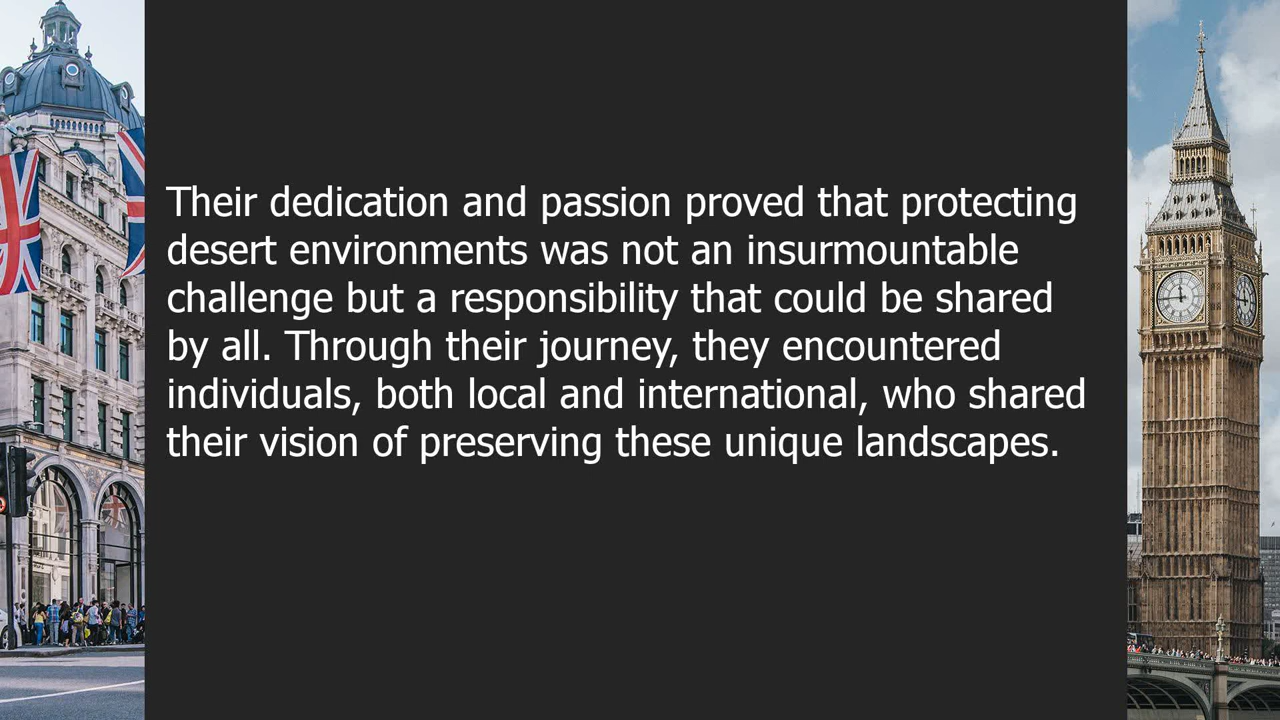 Their dedication and passion proved that protecting
desert environments was not an insurmountable
challenge but a responsibility that could be shared
by all. Through their journey, they encountered
individuals, both local and international, who shared
their vision of preserving these unique landscapes.